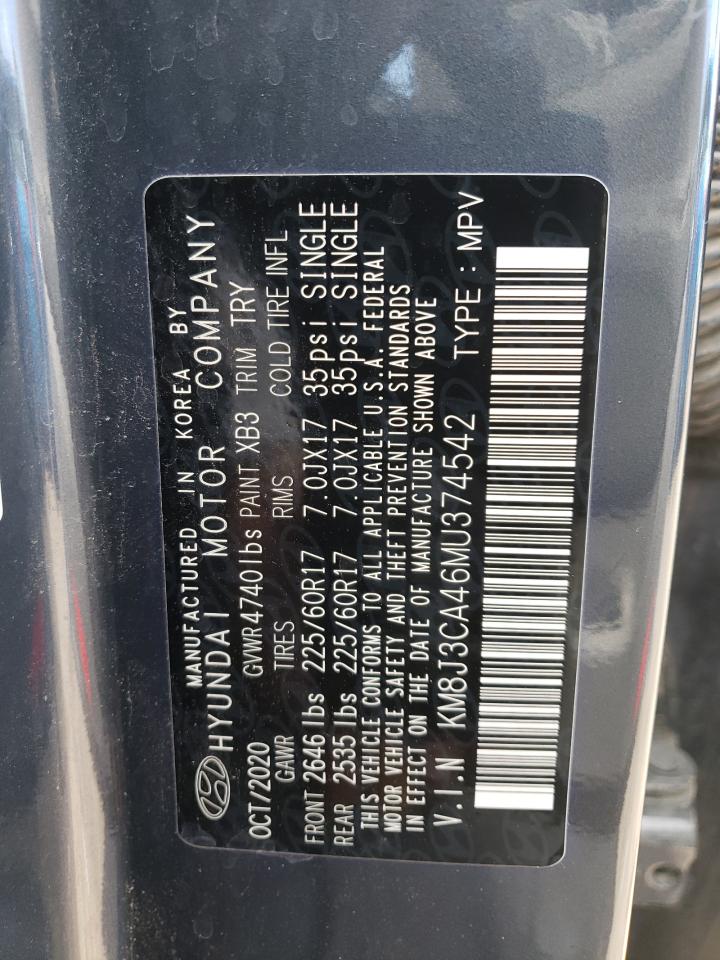 MANUFACTURED IN KOREA BY
HYUNDAI MOTOR COMPANY
OCT/2020 GVWR 4740 lbs PAINT XB3 TRIM TRY
GAWR TIRES RIMS COLD TIRE INFL
FRONT 2646 lbs 225/60R17 7.0JX17 35psi SINGLE
REAR 2535 lbs 225/60R17 7.0JX17 35psi SINGLE
THIS VEHICLE CONFORMS TO ALL APPLICABLE U.S.A. FEDERAL
MOTOR VEHICLE SAFETY AND THEFT PREVENTION STANDARDS
IN EFFECT ON THE DATE OF MANUFACTURE SHOWN ABOVE
V.I.N KM8J3CA46MU374542 TYPE : MPV